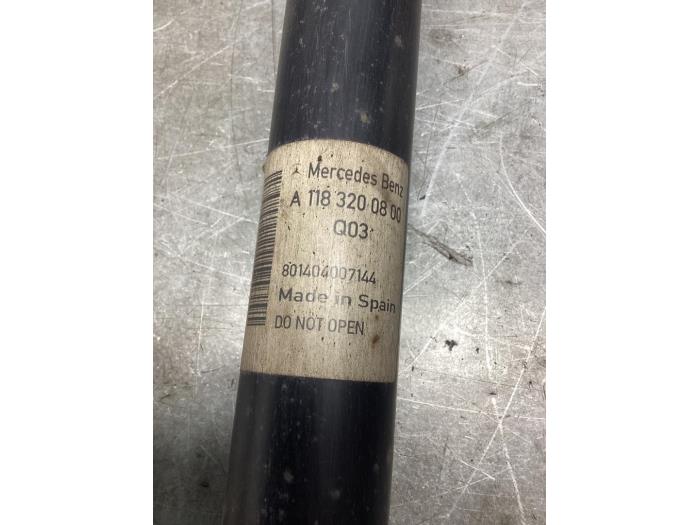 Mercedes Benz
A 118 320 08 00
Q03
801404007144
Made in Spain
DO NOT OPEN